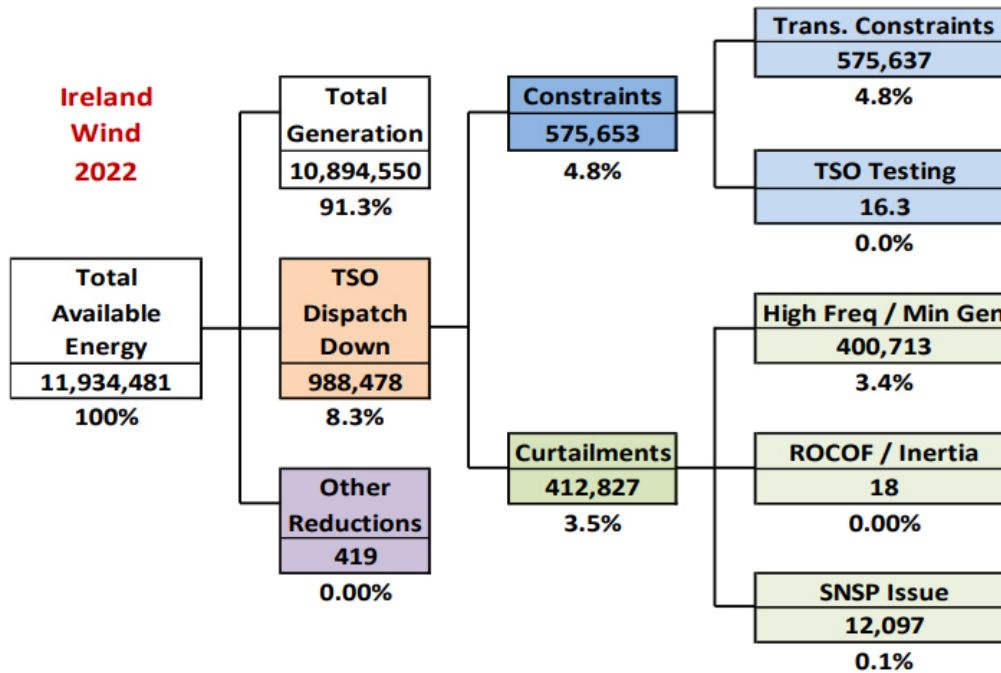 Ireland
Wind
2022
Total
Available
Energy
11,934,481
100%
Total
Generation
10,894,550
91.3%
TSO
Dispatch
Down
988,478
8.3%
Other
Reductions
419
0.00%
Constraints
575,653
4.8%
Curtailments
412,827
3.5%
Trans. Constraints
575,637
4.8%
TSO Testing
16.3
0.0%
High Freq / Min Gen
400,713
3.4%
ROCOF / Inertia
18
0.00%
SNSP Issue
12,097
0.1%